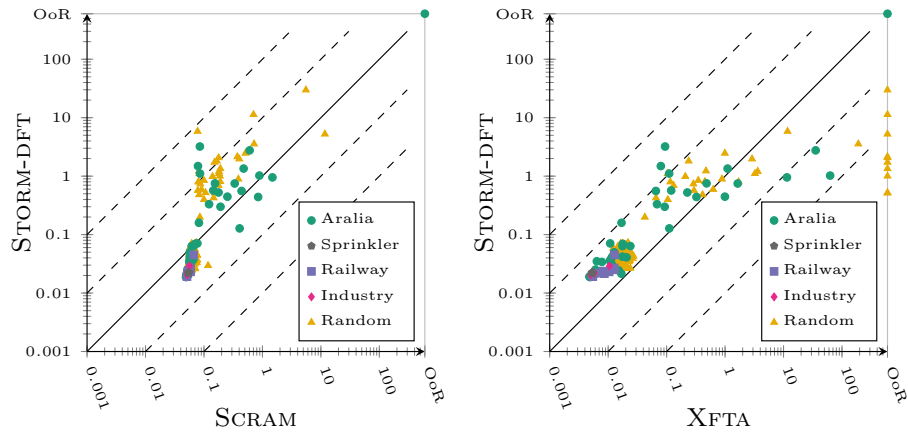 OoR
100
10
1
0.1
0.01
0.001
STORM-DFT
Aralia
Sprinkler
Railway
Industry
Random
0.001
0.01
0.1
1
10
100
OoR
SCRAM
OoR
100
10
1
0.1
0.01
0.001
STORM-DFT
Aralia
Sprinkler
Railway
Industry
Random
0.001
0.01
0.1
1
10
100
OoR
XFTA